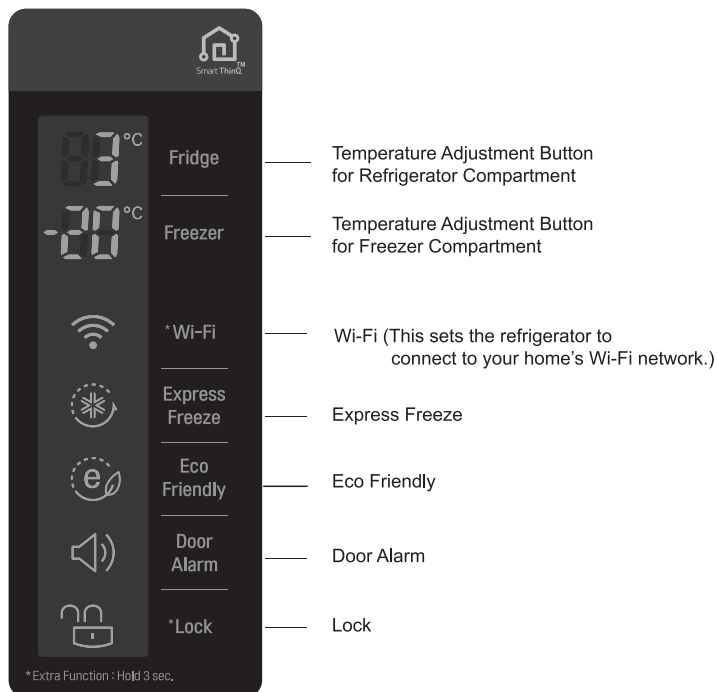 Smart ThinQ™
3 °C Fridge
Temperature Adjustment Button
for Refrigerator Compartment
-20 °C Freezer
Temperature Adjustment Button
for Freezer Compartment
*Wi-Fi
Wi-Fi (This sets the refrigerator to
connect to your home's Wi-Fi network.)
Express
Freeze
Express Freeze
e
Eco
Friendly
Eco Friendly
Door
Alarm
Door Alarm
*Lock
Lock
*Extra Function : Hold 3 sec.